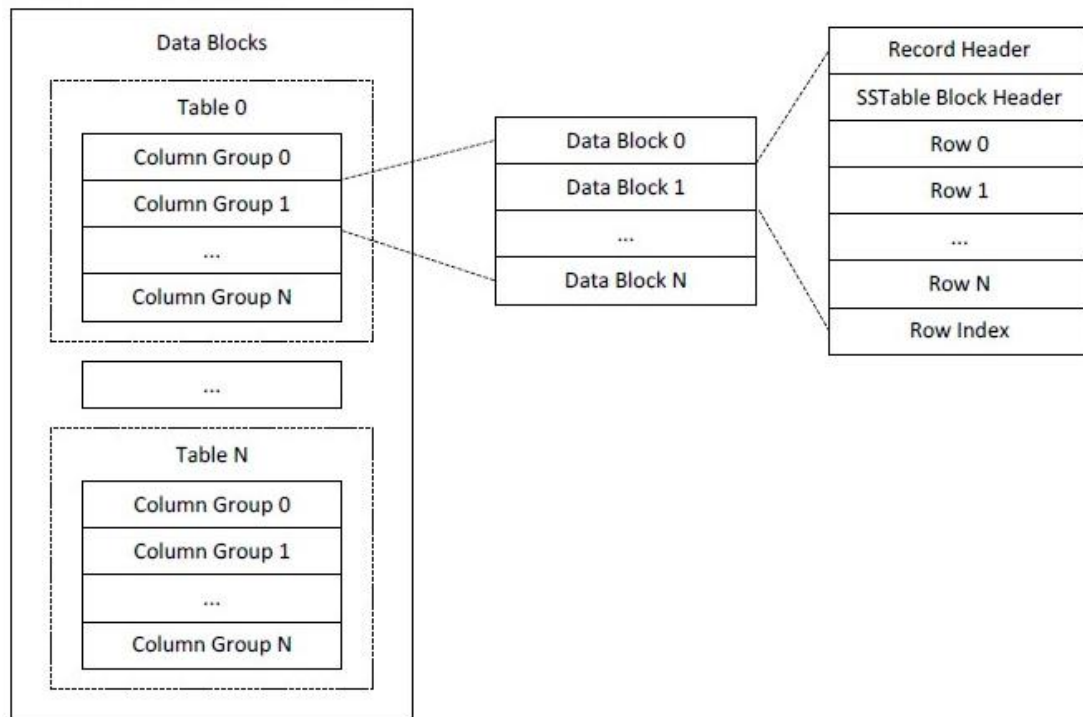 Data Blocks
Table 0
Column Group 0
Column Group 1
...
Column Group N
...
Table N
Column Group 0
Column Group 1
...
Column Group N
Data Block 0
Data Block 1
...
Data Block N
Record Header
SSTable Block Header
Row 0
Row 1
...
Row N
Row Index